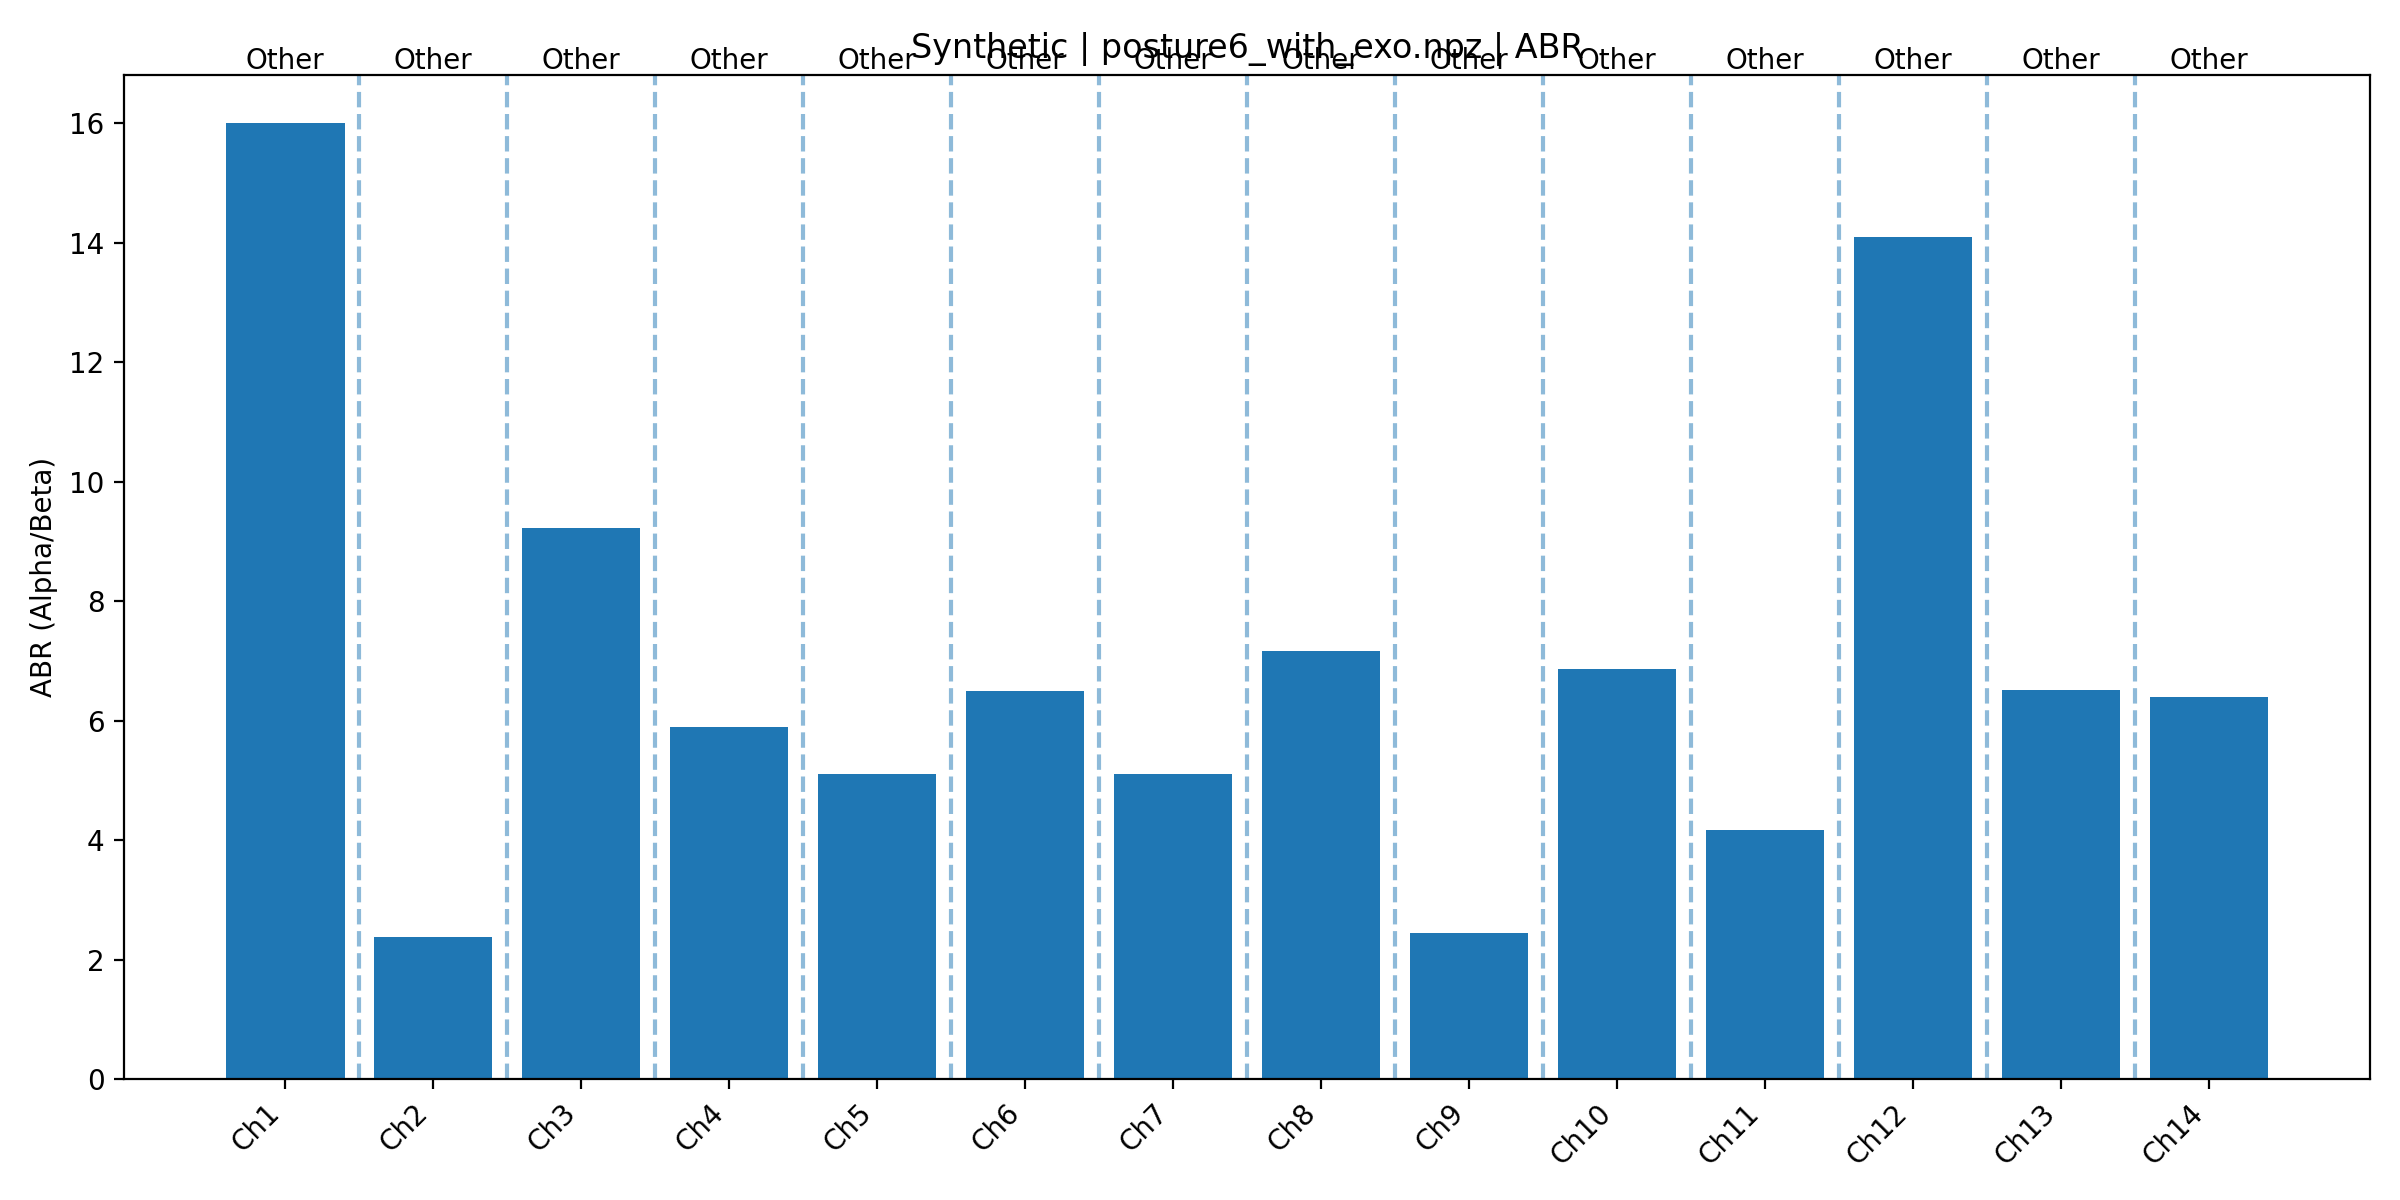 Synthetic | posture6_with_exo.npz | ABR
Other Other Other Other Other Other Other Other Other Other Other Other Other Other
16
14
12
10
8
6
4
2
0
ABR (Alpha/Beta)
Ch1 Ch2 Ch3 Ch4 Ch5 Ch6 Ch7 Ch8 Ch9 Ch10 Ch11 Ch12 Ch13 Ch14